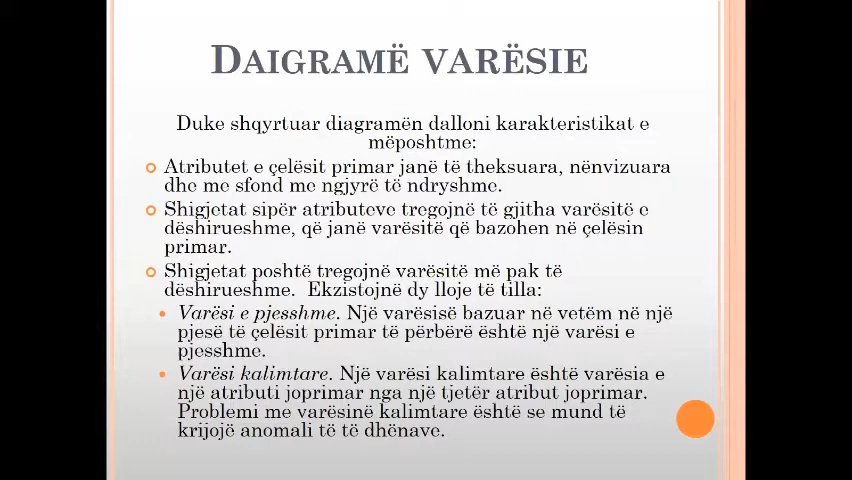 DAIGRAMË VARËSIE
Duke shqyrtuar diagramën dalloni karakteristikat e
mëposhtme:
Atributet e çelësit primar janë të theksuara, nënvizuara
dhe me sfond me ngjyrë të ndryshme.
Shigjetat sipër atributeve tregojnë të gjitha varësitë e
dëshirueshme, që janë varësitë që bazohen në çelësin
primar.
Shigjetat poshtë tregojnë varësitë më pak të
dëshirueshme. Ekzistojnë dy lloje të tilla:
Varësi e pjesshme. Një varësisë bazuar në vetëm në një
pjesë të çelësit primar të përbërë është një varësi e
pjesshme.
Varësi kalimtare. Një varësi kalimtare është varësia e
një atributi joprimar nga një tjetër atribut joprimar.
Problemi me varësinë kalimtare është se mund të
krijojë anomali të të dhënave.